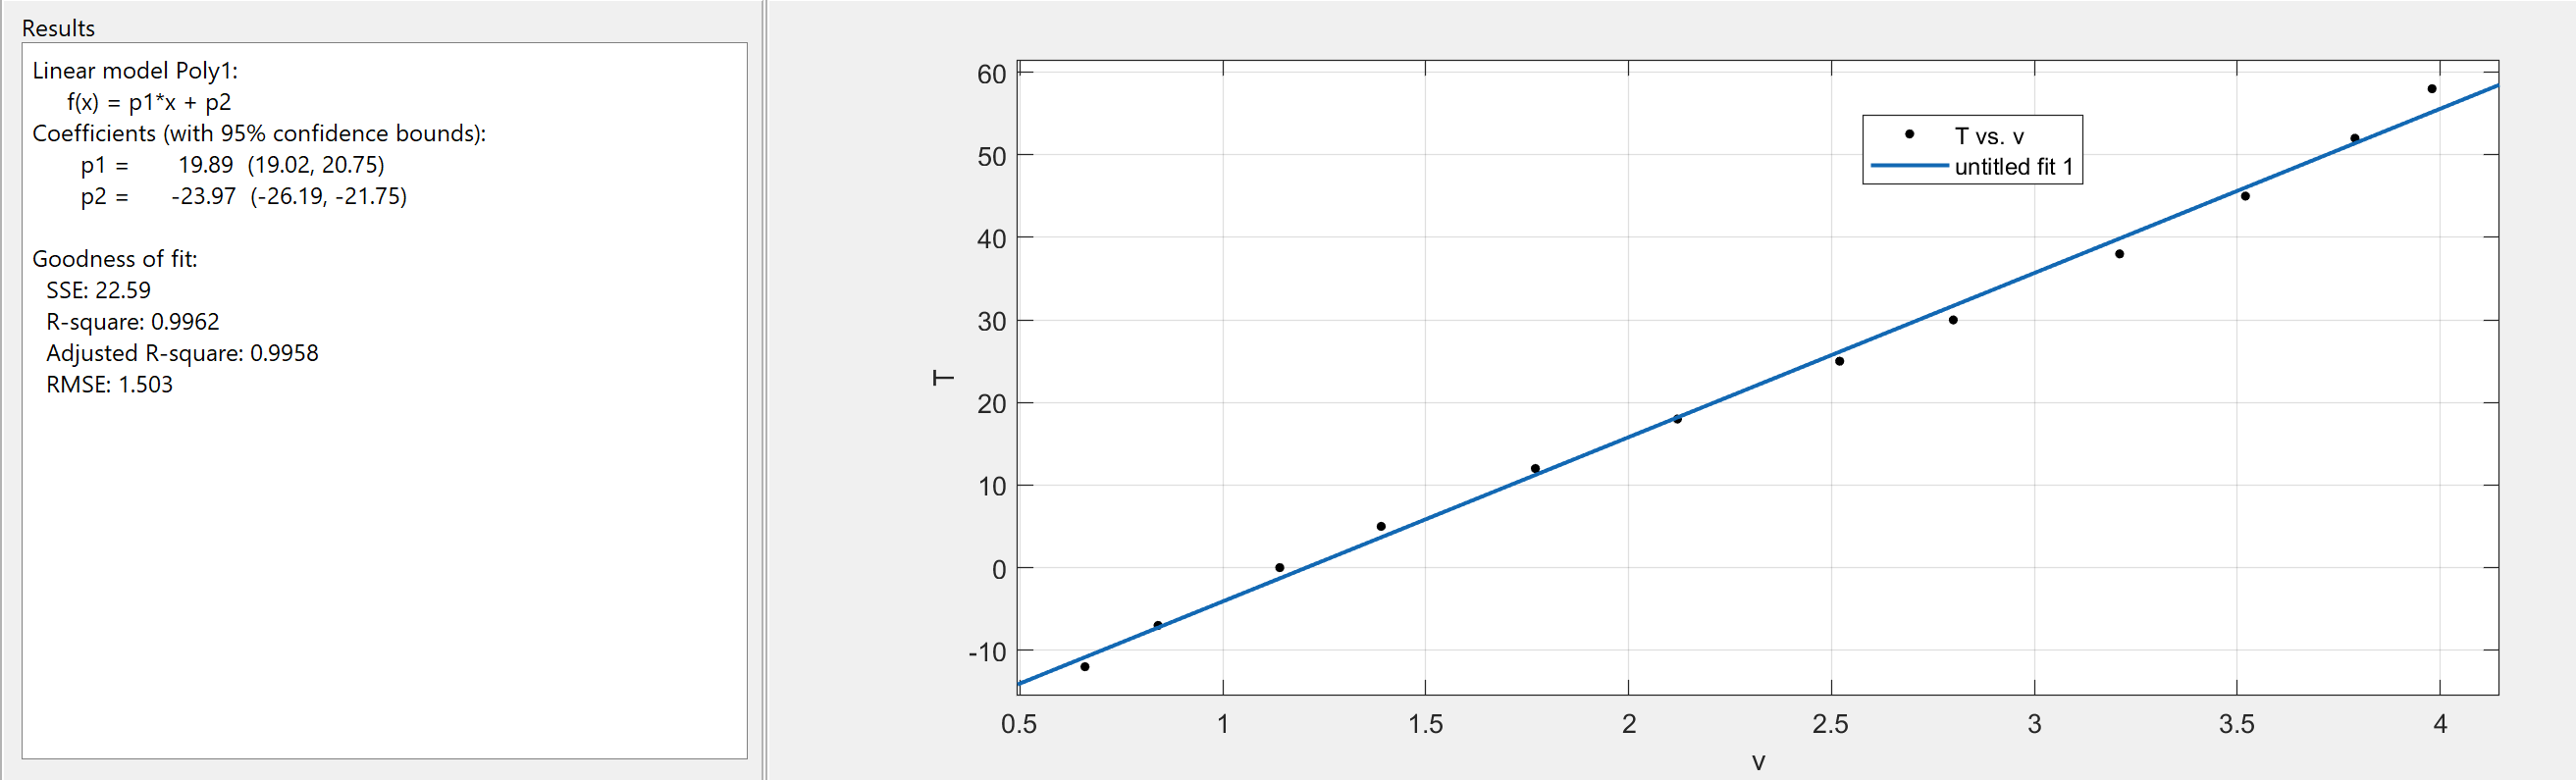 Results
Linear model Poly1:
f(x) = p1*x + p2
Coefficients (with 95% confidence bounds):
p1 = 19.89 (19.02, 20.75)
p2 = -23.97 (-26.19, -21.75)
Goodness of fit:
SSE: 22.59
R-square: 0.9962
Adjusted R-square: 0.9958
RMSE: 1.503
60
50
40
30
20
10
0
-10
T
T vs. v
untitled fit 1
0.5 1 1.5 2 2.5 3 3.5 4
v